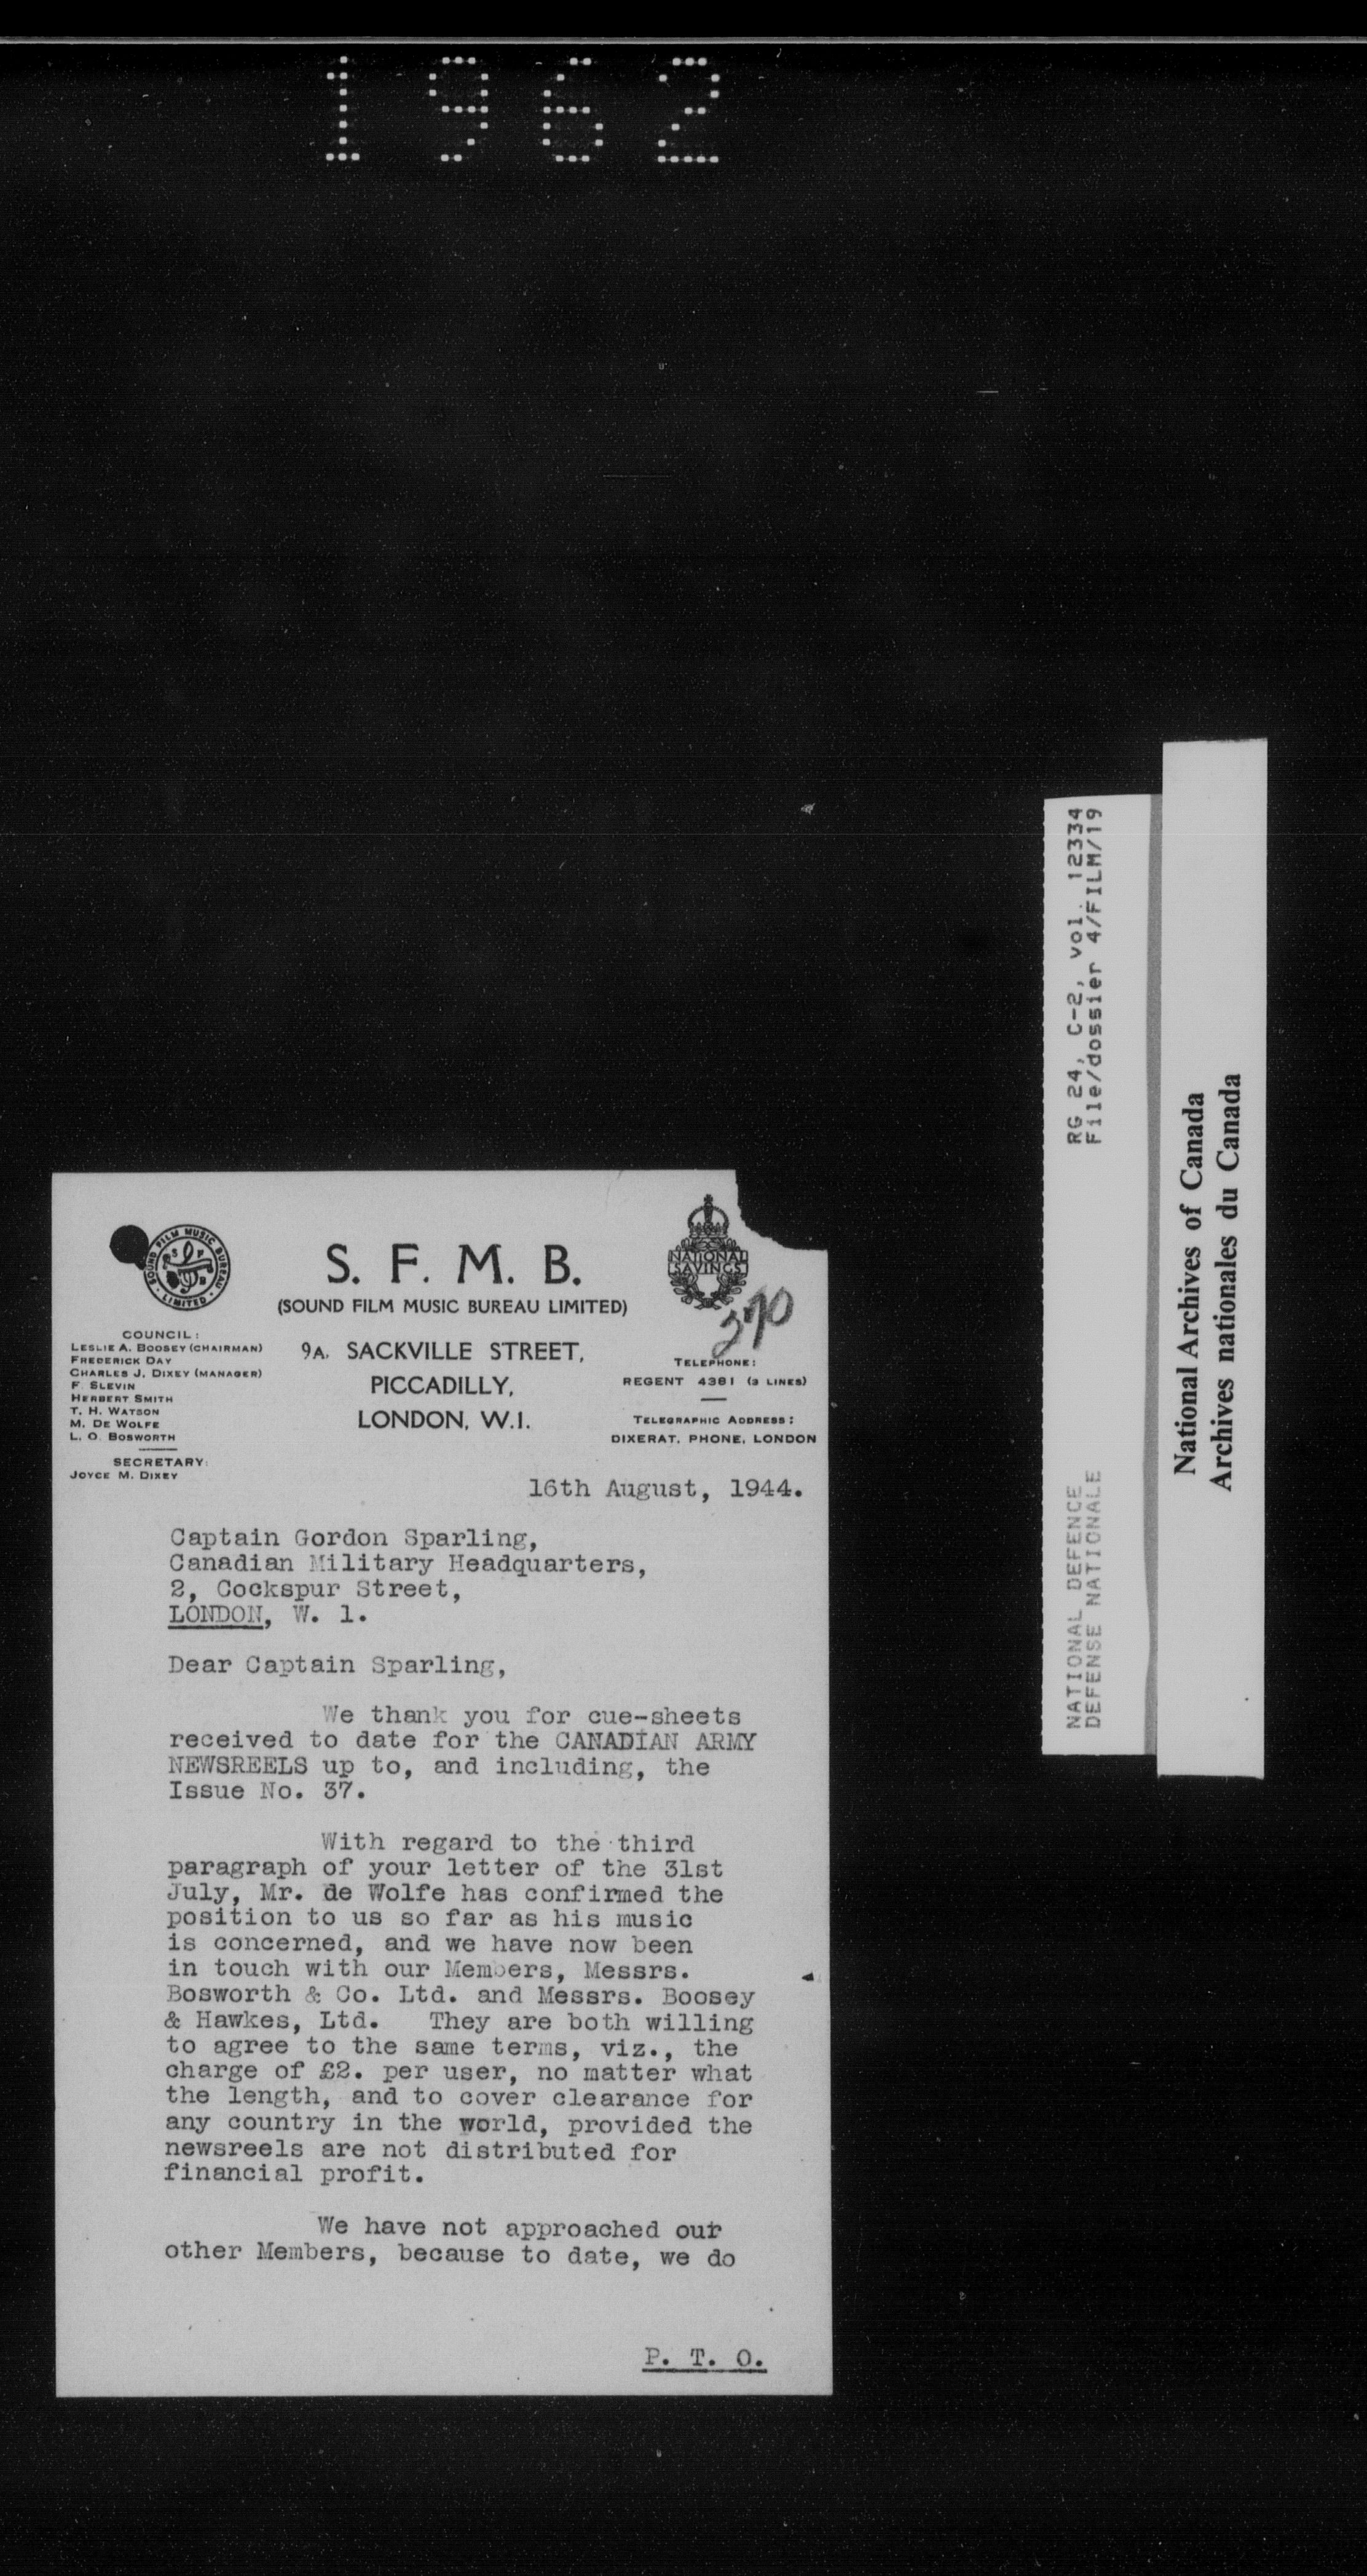 1962
SOUND FILM MUSIC BUREAU
LIMITED
S. F. M. B.
(SOUND FILM MUSIC BUREAU LIMITED)
NATIONAL
SAVINGS
370
9A. SACKVILLE STREET,
PICCADILLY,
LONDON, W.I.
COUNCIL:
LESLIE A. BOOSEY (CHAIRMAN)
FREDERICK DAY
CHARLES J. DIXEY (MANAGER)
F. SLEVIN
HERBERT SMITH
T. H. WATSON
M. DE WOLFE
L. O. BOSWORTH
SECRETARY:
JOYCE M. DIXEY
TELEPHONE:
REGENT 4381 (3 LINES)
TELEGRAPHIC ADDRESS:
DIXERAT, PHONE, LONDON
16th August, 1944.
Captain Gordon Sparling,
Canadian Military Headquarters,
2, Cockspur Street,
LONDON, W. 1.
Dear Captain Sparling,
We thank you for cue-sheets
received to date for the CANADIAN ARMY
NEWSREELS up to, and including, the
Issue No. 37.
With regard to the third
paragraph of your letter of the 31st
July, Mr. de Wolfe has confirmed the
position to us so far as his music
is concerned, and we have now been
in touch with our Members, Messrs.
Bosworth & Co. Ltd. and Messrs. Boosey
& Hawkes, Ltd. They are both willing
to agree to the same terms, viz., the
charge of £2. per user, no matter what
the length, and to cover clearance for
any country in the world, provided the
newsreels are not distributed for
financial profit.
We have not approached our
other Members, because to date, we do
P. T. O.
RG 24, C-2, vol. 12334
File/dossier 4/FILM/19
NATIONAL DEFENCE
DEFENSE NATIONALE
National Archives of Canada
Archives nationales du Canada